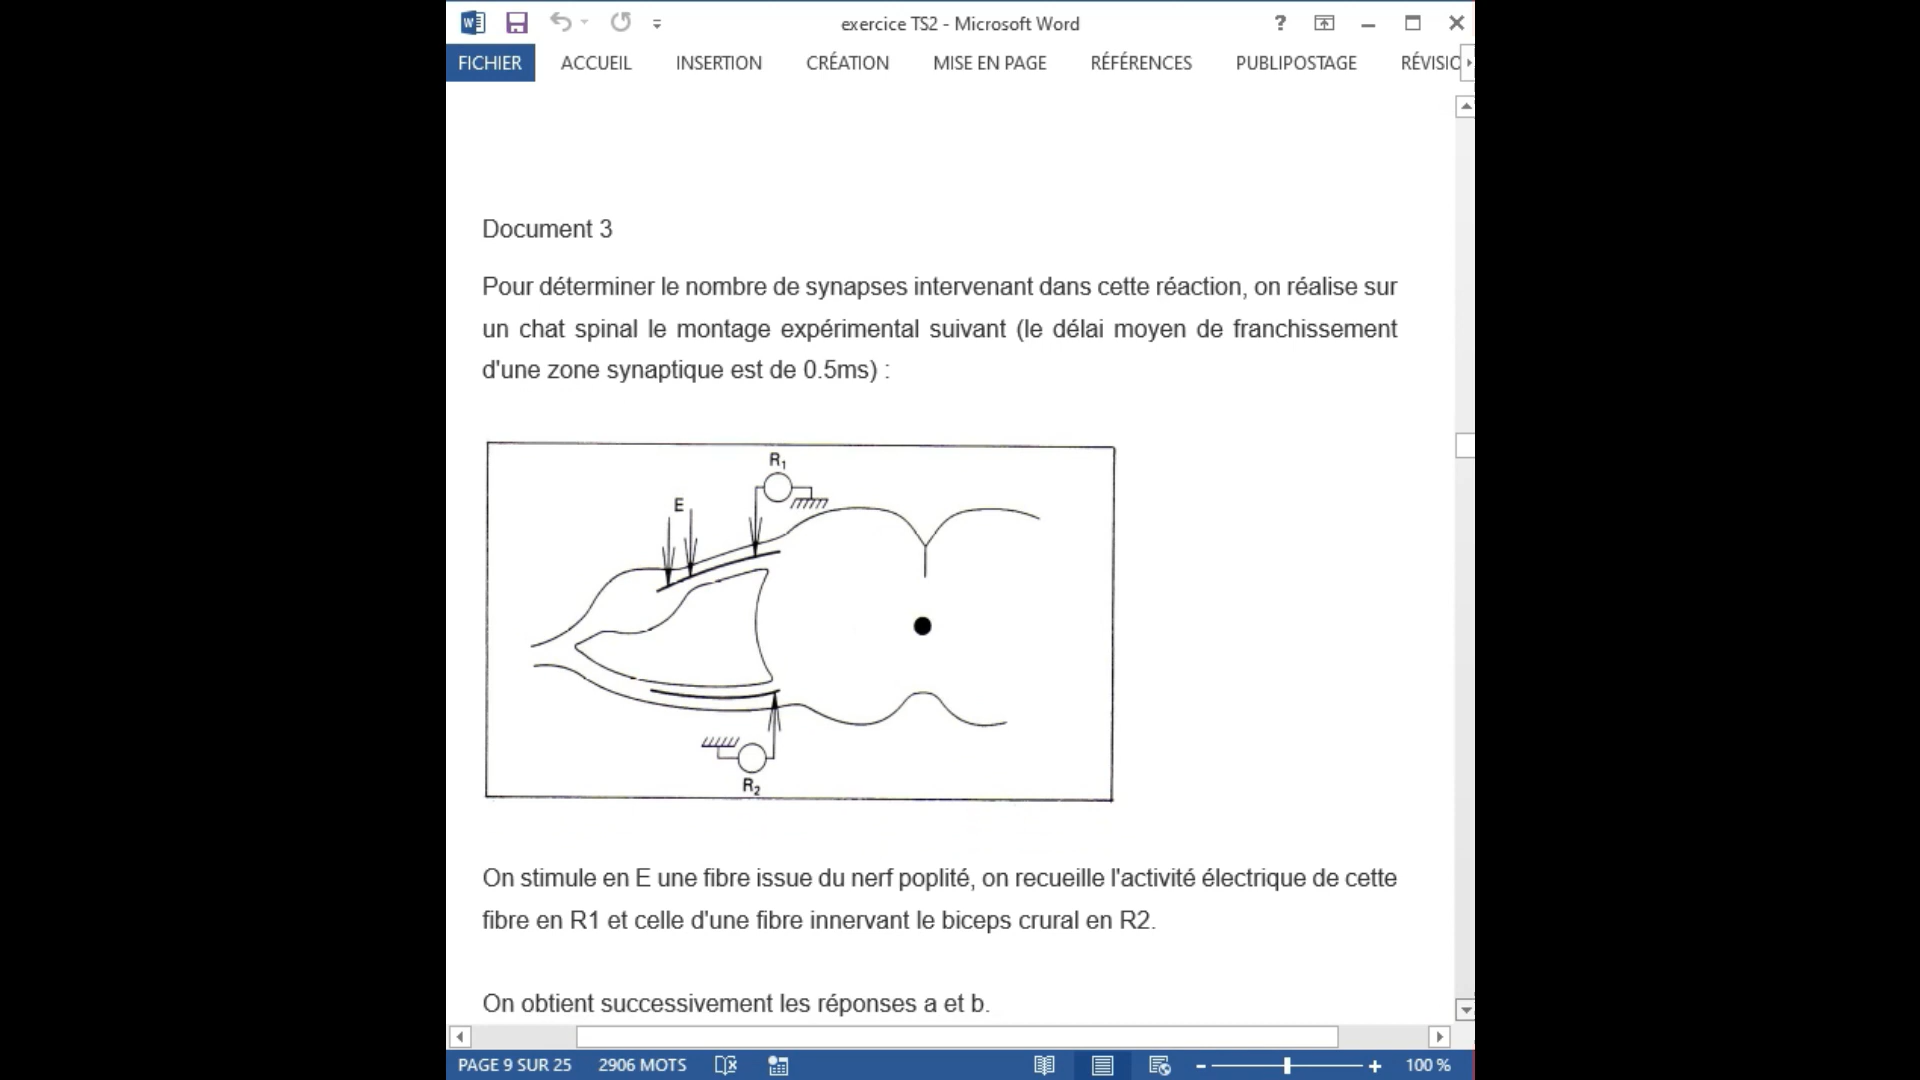 exercice TS2 - Microsoft Word
?
FICHIER ACCUEIL INSERTION CRÉATION MISE EN PAGE RÉFÉRENCES PUBLIPOSTAGE
Document 3
Pour déterminer le nombre de synapses intervenant dans cette réaction, on réalise sur
un chat spinal le montage expérimental suivant (le délai moyen de franchissement
d'une zone synaptique est de 0.5ms) :
R1
E
R2
On stimule en E une fibre issue du nerf poplité, on recueille l'activité électrique de cette
fibre en R1 et celle d'une fibre innervant le biceps crural en R2.
On obtient successivement les réponses a et b.
PAGE 9 SUR 25 2906 MOTS 100 %